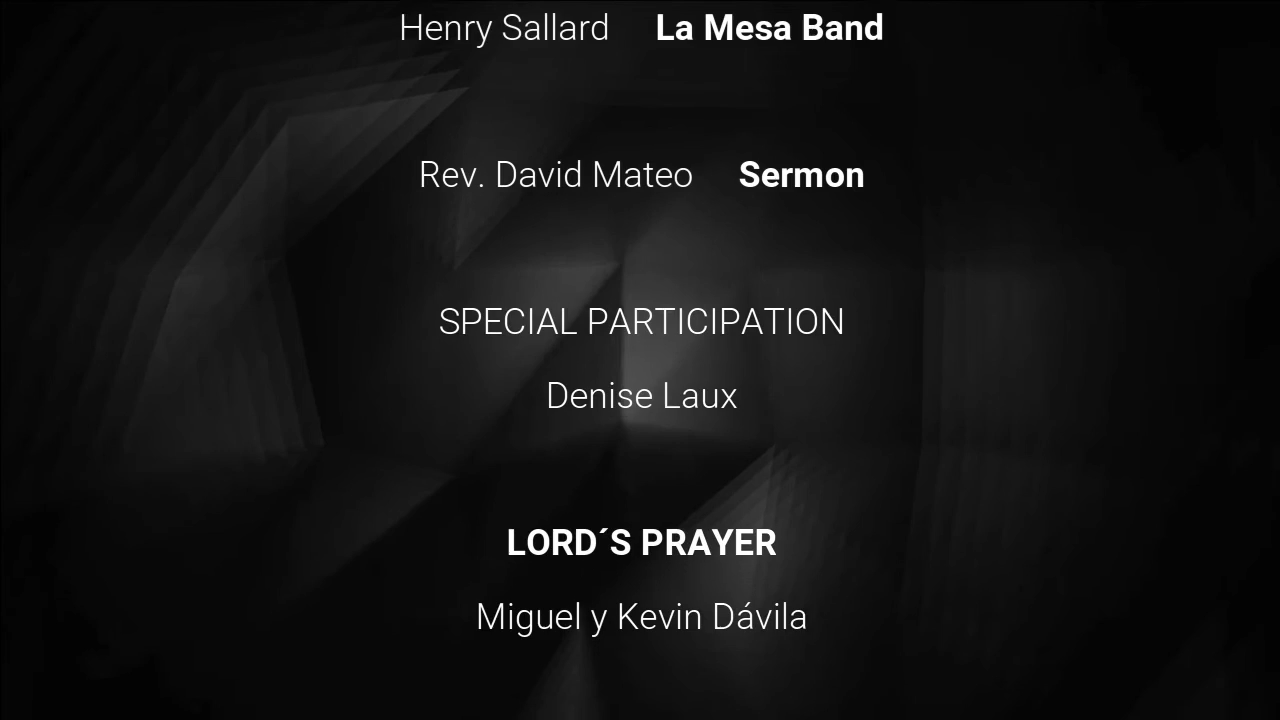 Henry Sallard La Mesa Band
Rev. David Mateo Sermon
SPECIAL PARTICIPATION
Denise Laux
LORD´S PRAYER
Miguel y Kevin Dávila